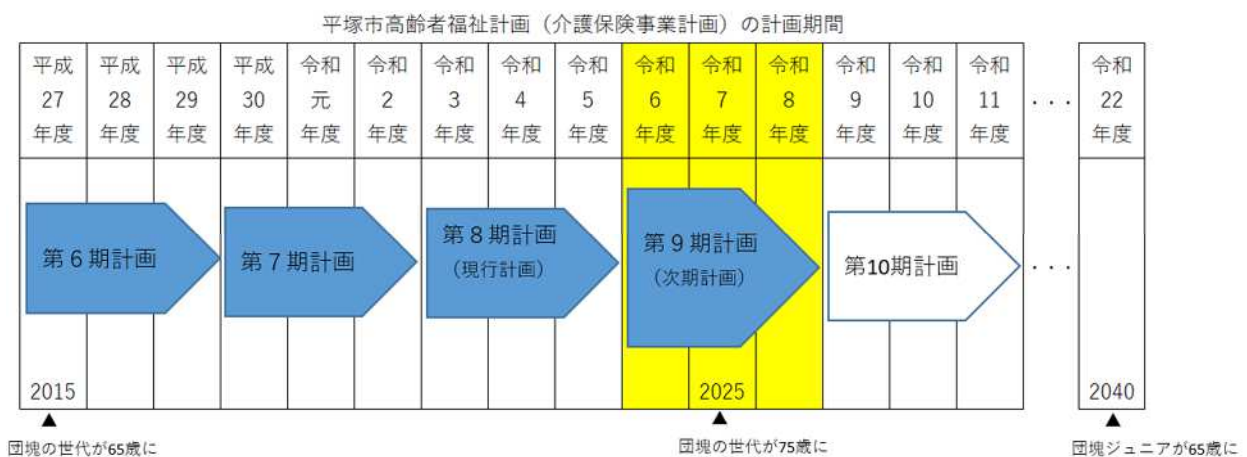 平塚市高齢者福祉計画（介護保険事業計画）の計画期間
平成 平成 平成 平成 令和 令和 令和 令和 令和 令和 令和 令和 令和 令和 令和 令和
27 28 29 30 元 2 3 4 5 6 7 8 9 10 11 ・・・ 22
年度 年度 年度 年度 年度 年度 年度 年度 年度 年度 年度 年度 年度 年度 年度 年度
第６期計画
第７期計画
第８期計画
（現行計画）
第９期計画
（次期計画）
第10期計画
・・・
2015 2025 2040
▲ ▲ ▲
団塊の世代が65歳に 団塊の世代が75歳に 団塊ジュニアが65歳に